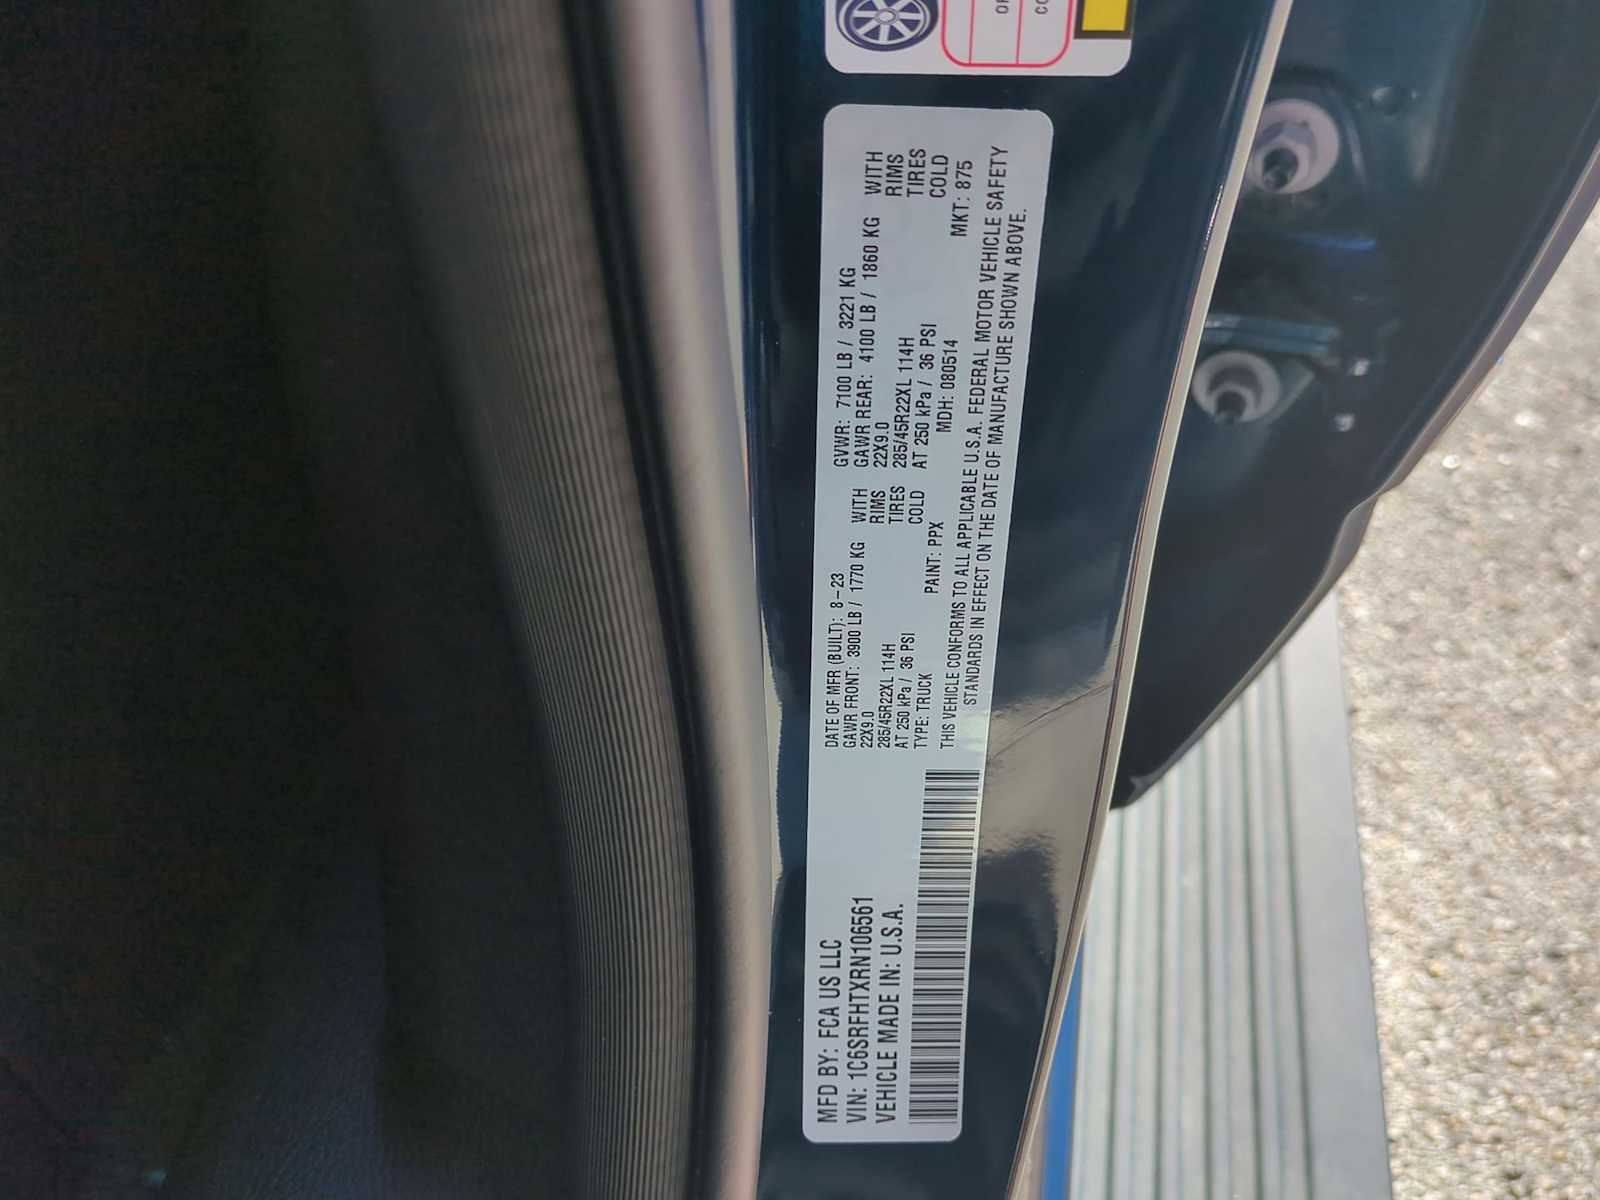 MFD BY: FCA US LLC
VIN: 1C6SRFHTXRN106561
VEHICLE MADE IN: U.S.A.
DATE OF MFR (BUILT): 8-23
GAWR FRONT: 3900 LB / 1770 KG WITH
22X9.0 RIMS
285/45R22XL 114H TIRES
AT 250 kPa / 36 PSI COLD
TYPE: TRUCK PAINT: PPX
GVWR: 7100 LB / 3221 KG
GAWR REAR: 4100 LB / 1860 KG WITH
22X9.0 RIMS
285/45R22XL 114H TIRES
AT 250 kPa / 36 PSI COLD
MDH: 080514 MKT: 875
THIS VEHICLE CONFORMS TO ALL APPLICABLE U.S.A. FEDERAL MOTOR VEHICLE SAFETY
STANDARDS IN EFFECT ON THE DATE OF MANUFACTURE SHOWN ABOVE.